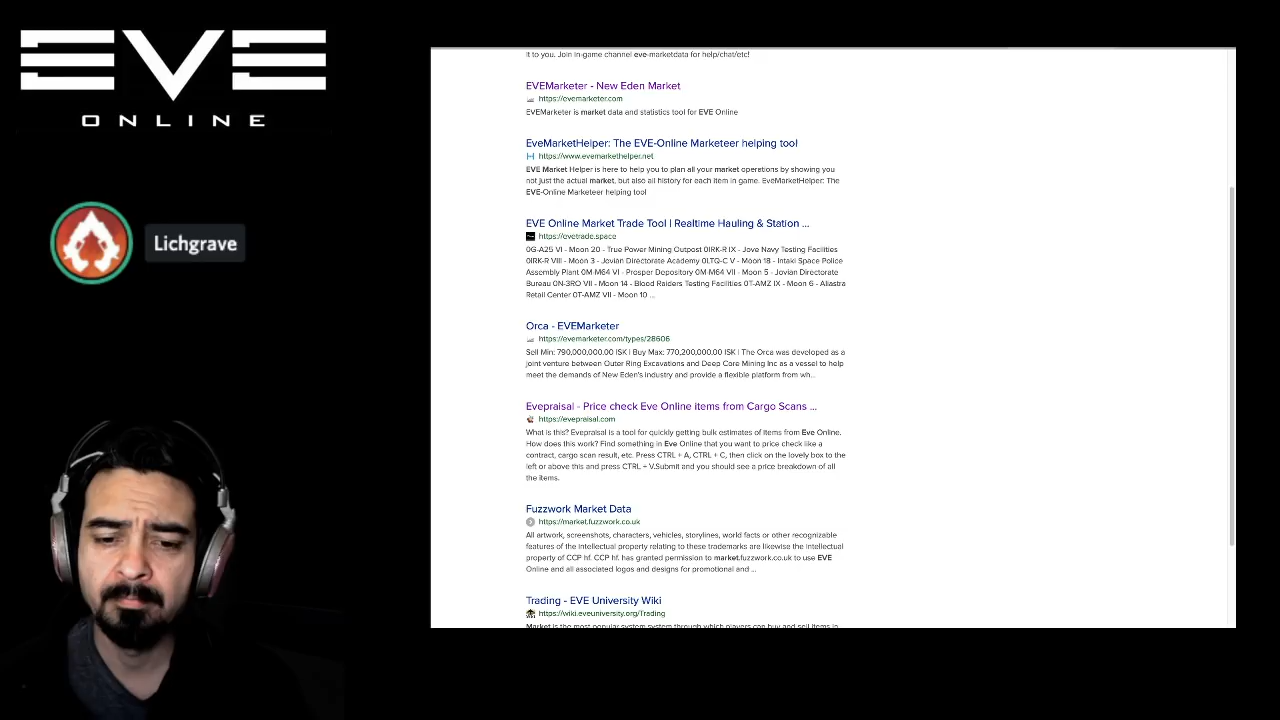 EVE
ONLINE
Lichgrave
it to you. Join in-game channel eve-marketdata for help/chat/etc!
EVEMarketer - New Eden Market
https://evemarketer.com
EVEMarketer is market data and statistics tool for EVE Online
EveMarketHelper: The EVE-Online Marketeer helping tool
https://www.evemarkethelper.net
EVE Market Helper is here to help you to plan all your market operations by showing you
not just the actual market, but also all history for each item in game. EveMarketHelper: The
EVE-Online Marketeer helping tool
EVE Online Market Trade Tool | Realtime Hauling & Station ...
https://evetrade.space
0G-A25 VI - Moon 20 - True Power Mining Outpost 0IRK-R IX - Jove Navy Testing Facilities
0IRK-R VIII - Moon 3 - Jovian Directorate Academy 0LTQ-C V - Moon 18 - Intaki Space Police
Assembly Plant 0M-M64 VI - Prosper Depository 0M-M64 VII - Moon 5 - Jovian Directorate
Bureau 0N-3RO VII - Moon 14 - Blood Raiders Testing Facilities 0T-AMZ IX - Moon 6 - Aliastra
Retail Center 0T-AMZ VII - Moon 10 ...
Orca - EVEMarketer
https://evemarketer.com/types/28606
Sell Min: 790,000,000.00 ISK | Buy Max: 770,200,000.00 ISK | The Orca was developed as a
joint venture between Outer Ring Excavations and Deep Core Mining Inc as a vessel to help
meet the demands of New Eden's industry and provide a flexible platform from wh...
Evepraisal - Price check Eve Online items from Cargo Scans ...
https://evepraisal.com
What is this? Evepraisal is a tool for quickly getting bulk estimates of items from Eve Online.
How does this work? Find something in Eve Online that you want to price check like a
contract, cargo scan result, etc. Press CTRL + A, CTRL + C, then click on the lovely box to the
left or above this and press CTRL + V.Submit and you should see a price breakdown of all
the items.
Fuzzwork Market Data
https://market.fuzzwork.co.uk
All artwork, screenshots, characters, vehicles, storylines, world facts or other recognizable
features of the intellectual property relating to these trademarks are likewise the intellectual
property of CCP hf. CCP hf. has granted permission to market.fuzzwork.co.uk to use EVE
Online and all associated logos and designs for promotional and ...
Trading - EVE University Wiki
https://wiki.eveuniversity.org/Trading
Market is the most popular system system through which players can buy and sell items in